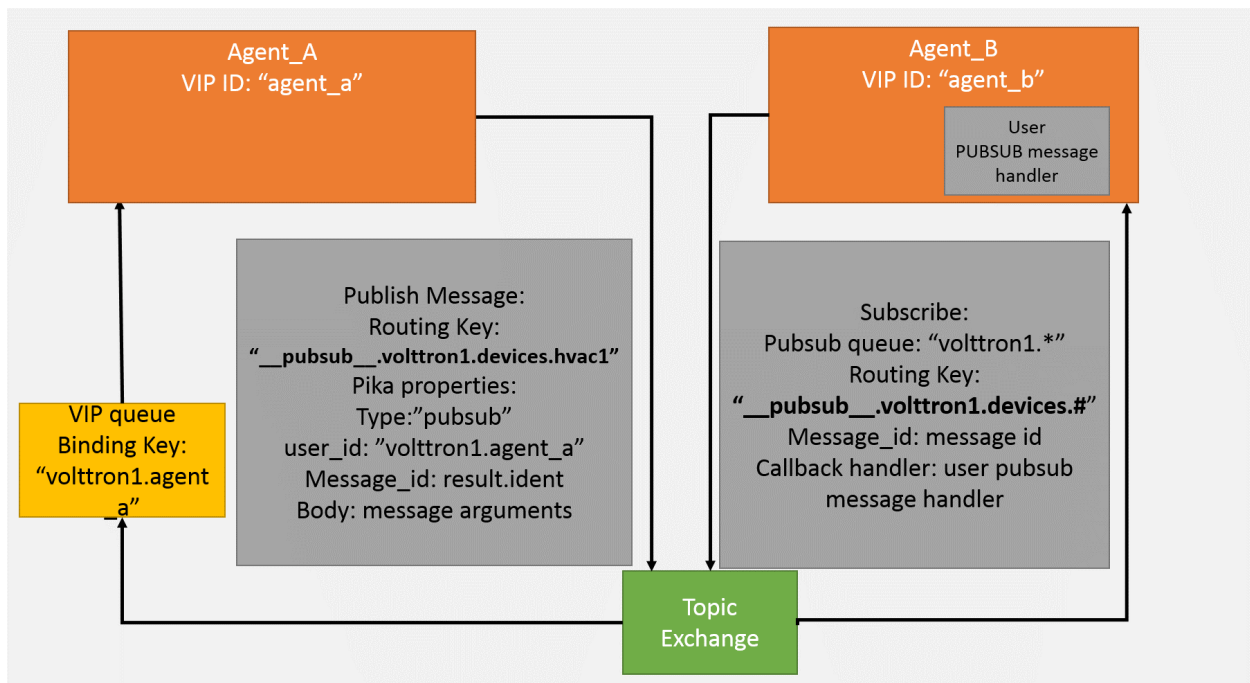 Agent_A
VIP ID: “agent_a”
Agent_B
VIP ID: “agent_b”
User
PUBSUB message
handler
Publish Message:
Routing Key:
“__pubsub__.volttron1.devices.hvac1”
Pika properties:
Type:”pubsub”
user_id: ”volttron1.agent_a”
Message_id: result.ident
Body: message arguments
Subscribe:
Pubsub queue: “volttron1.*”
Routing Key:
“__pubsub__.volttron1.devices.#”
Message_id: message id
Callback handler: user pubsub
message handler
VIP queue
Binding Key:
“volttron1.agent
_a”
Topic
Exchange